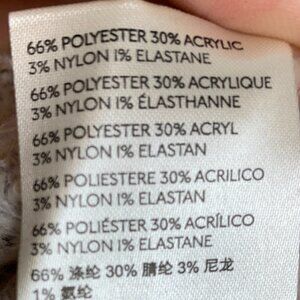 66% POLYESTER 30% ACRYLIC
3% NYLON 1% ELASTANE
66% POLYESTER 30% ACRYLIQUE
3% NYLON 1% ÉLASTHANNE
66% POLYESTER 30% ACRYL
3% NYLON 1% ELASTAN
66% POLIESTERE 30% ACRILICO
3% NYLON 1% ELASTAN
66% POLIÉSTER 30% ACRÍLICO
3% NYLON 1% ELASTANE
66% 涤纶 30% 腈纶 3% 尼龙
1% 氨纶